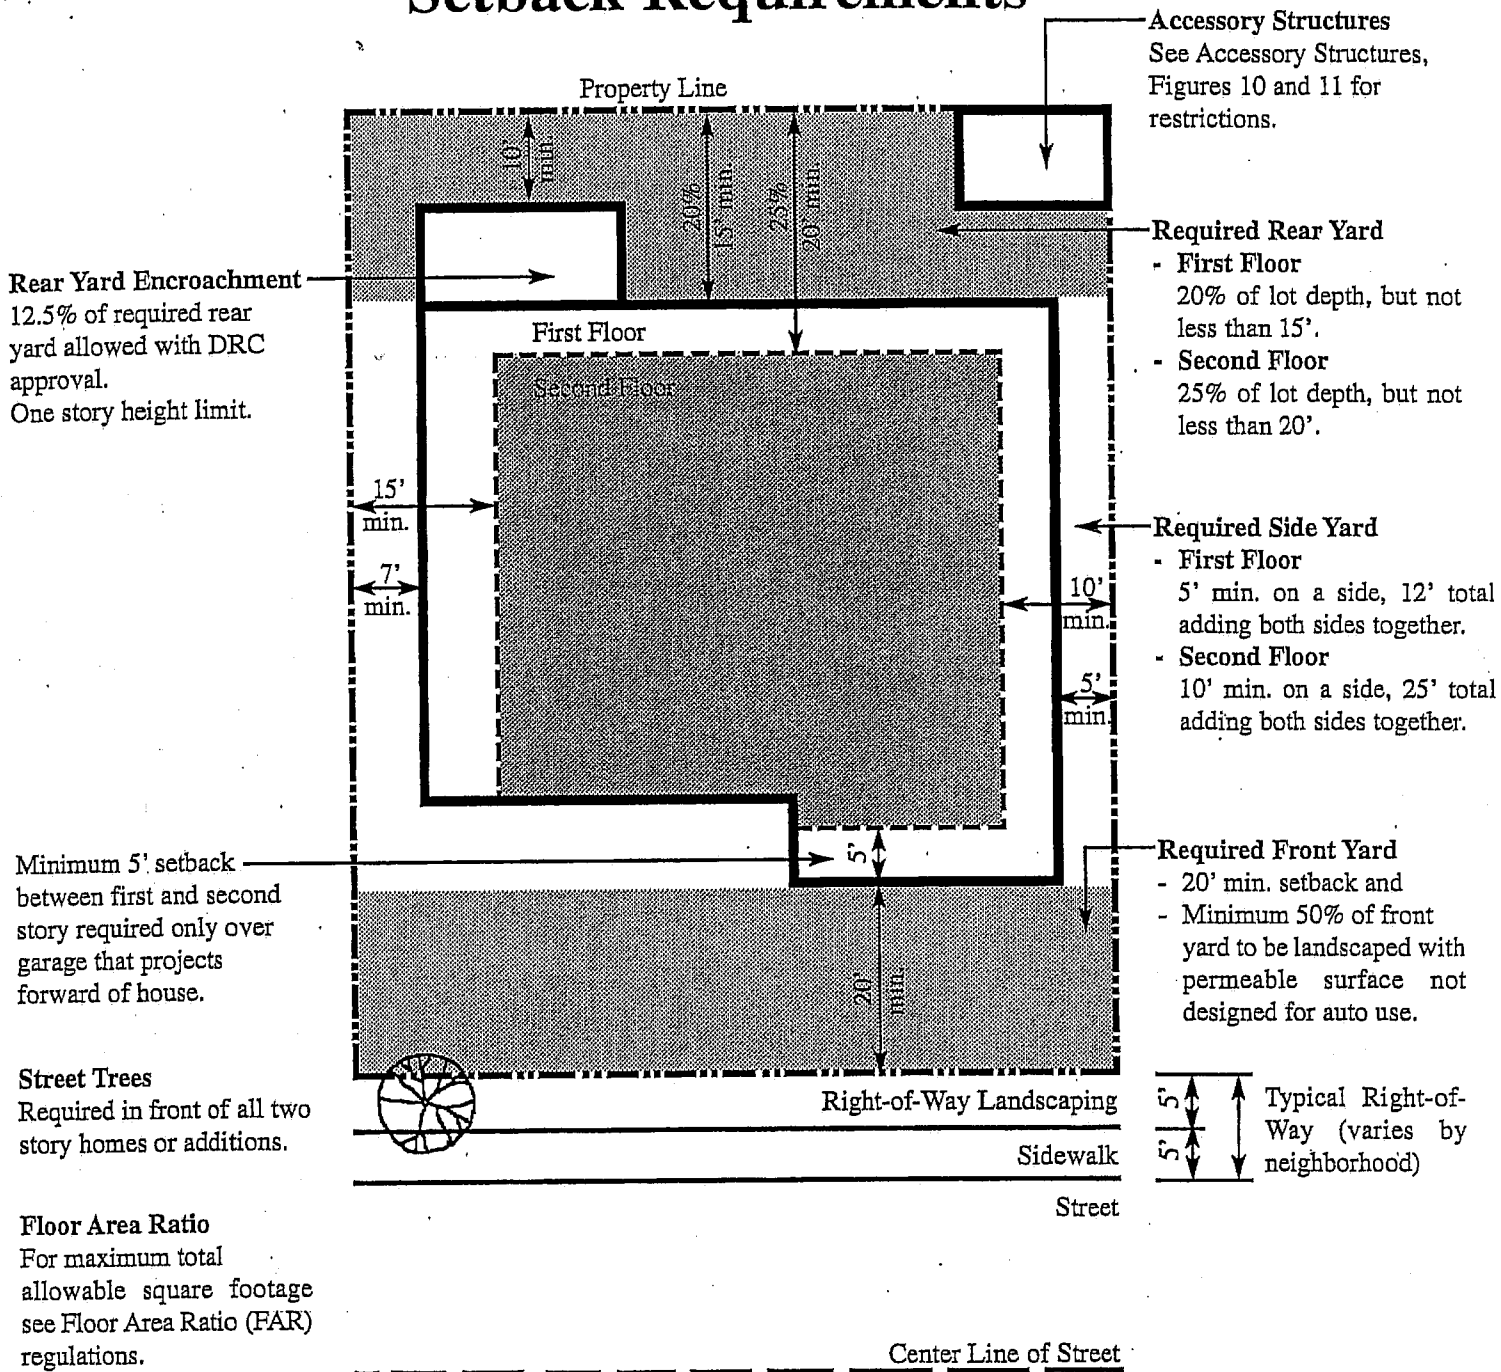 Setback Requirements
Accessory Structures
See Accessory Structures,
Figures 10 and 11 for
restrictions.
Property Line
10'
min.
20%
15' min.
25%
20' min.
Required Rear Yard
- First Floor
20% of lot depth, but not
less than 15'.
- Second Floor
25% of lot depth, but not
less than 20'.
Rear Yard Encroachment
12.5% of required rear
yard allowed with DRC
approval.
One story height limit.
First Floor
Second Floor
15'
min.
7'
min.
10'
min.
5'
min.
Required Side Yard
- First Floor
5' min. on a side, 12' total
adding both sides together.
- Second Floor
10' min. on a side, 25' total
adding both sides together.
Minimum 5' setback
between first and second
story required only over
garage that projects
forward of house.
5'
20'
min.
Required Front Yard
- 20' min. setback and
- Minimum 50% of front
yard to be landscaped with
permeable surface not
designed for auto use.
Street Trees
Required in front of all two
story homes or additions.
Right-of-Way Landscaping
Sidewalk
Street
5'
5'
Typical Right-of-
Way (varies by
neighborhood)
Floor Area Ratio
For maximum total
allowable square footage
see Floor Area Ratio (FAR)
regulations.
Center Line of Street